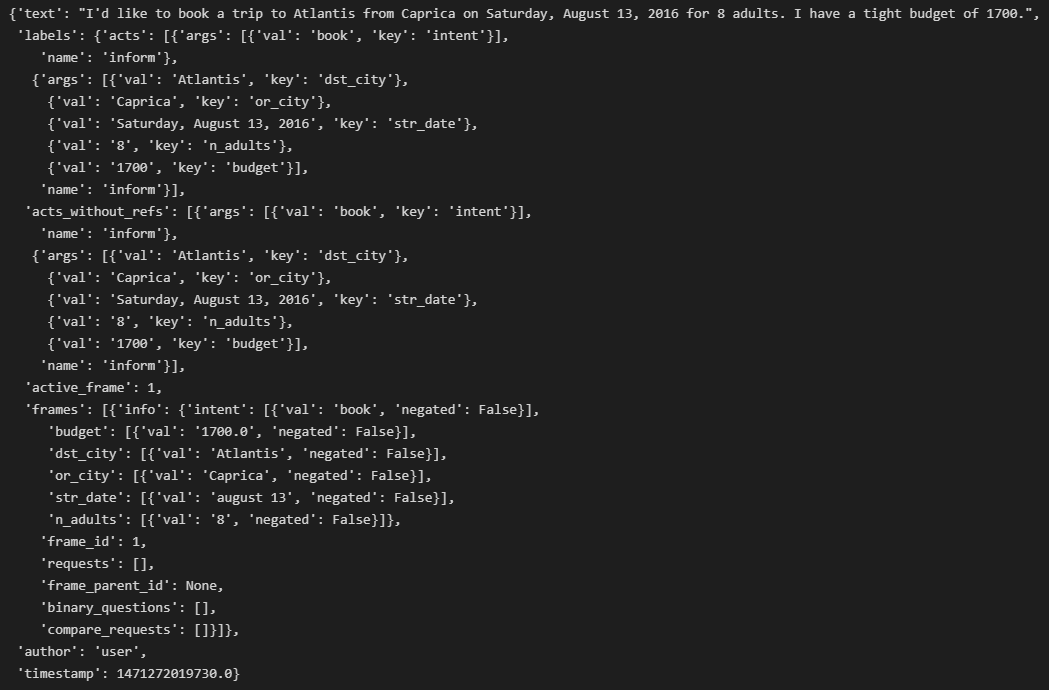 {'text': "I'd like to book a trip to Atlantis from Caprica on Saturday, August 13, 2016 for 8 adults. I have a tight budget of 1700.",
 'labels': {'acts': [{'args': [{'val': 'book', 'key': 'intent'}],
    'name': 'inform'},
   {'args': [{'val': 'Atlantis', 'key': 'dst_city'},
     {'val': 'Caprica', 'key': 'or_city'},
     {'val': 'Saturday, August 13, 2016', 'key': 'str_date'},
     {'val': '8', 'key': 'n_adults'},
     {'val': '1700', 'key': 'budget'}],
    'name': 'inform'}],
  'acts_without_refs': [{'args': [{'val': 'book', 'key': 'intent'}],
    'name': 'inform'},
   {'args': [{'val': 'Atlantis', 'key': 'dst_city'},
     {'val': 'Caprica', 'key': 'or_city'},
     {'val': 'Saturday, August 13, 2016', 'key': 'str_date'},
     {'val': '8', 'key': 'n_adults'},
     {'val': '1700', 'key': 'budget'}],
    'name': 'inform'}],
  'active_frame': 1,
  'frames': [{'info': {'intent': [{'val': 'book', 'negated': False}],
     'budget': [{'val': '1700.0', 'negated': False}],
     'dst_city': [{'val': 'Atlantis', 'negated': False}],
     'or_city': [{'val': 'Caprica', 'negated': False}],
     'str_date': [{'val': 'august 13', 'negated': False}],
     'n_adults': [{'val': '8', 'negated': False}]},
    'frame_id': 1,
    'requests': [],
    'frame_parent_id': None,
    'binary_questions': [],
    'compare_requests': []}]},
 'author': 'user',
 'timestamp': 1471272019730.0}